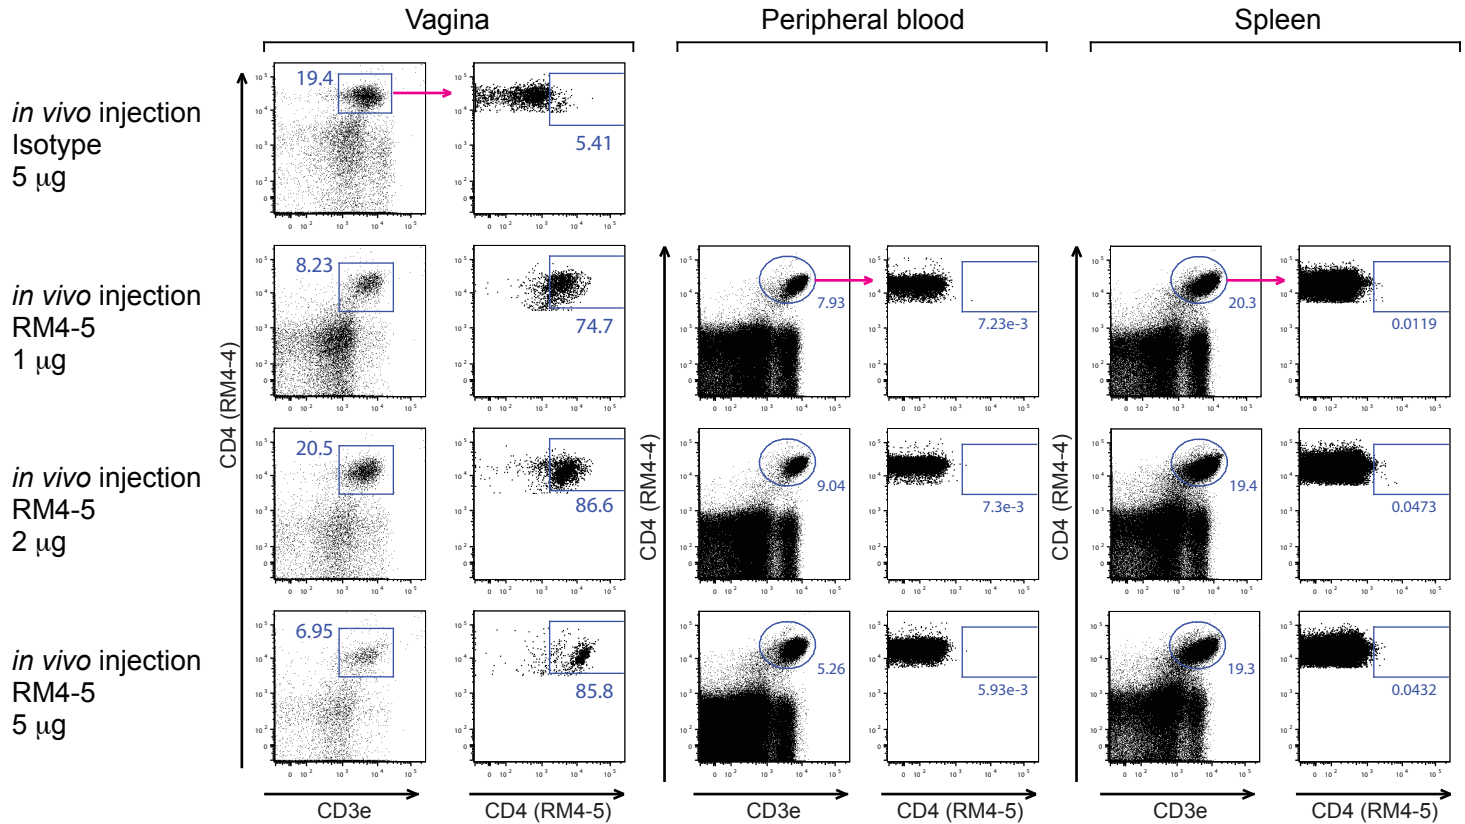 Vagina
Peripheral blood
Spleen
in vivo injection
Isotype
5 μg
19.4
5.41
in vivo injection
RM4-5
1 μg
8.23
74.7
7.93
7.23e-3
20.3
0.0119
in vivo injection
RM4-5
2 μg
20.5
86.6
9.04
7.3e-3
19.4
0.0473
in vivo injection
RM4-5
5 μg
6.95
85.8
5.26
5.93e-3
19.3
0.0432
CD4 (RM4-4)
CD4 (RM4-4)
CD4 (RM4-4)
CD3e
CD4 (RM4-5)
CD3e
CD4 (RM4-5)
CD3e
CD4 (RM4-5)